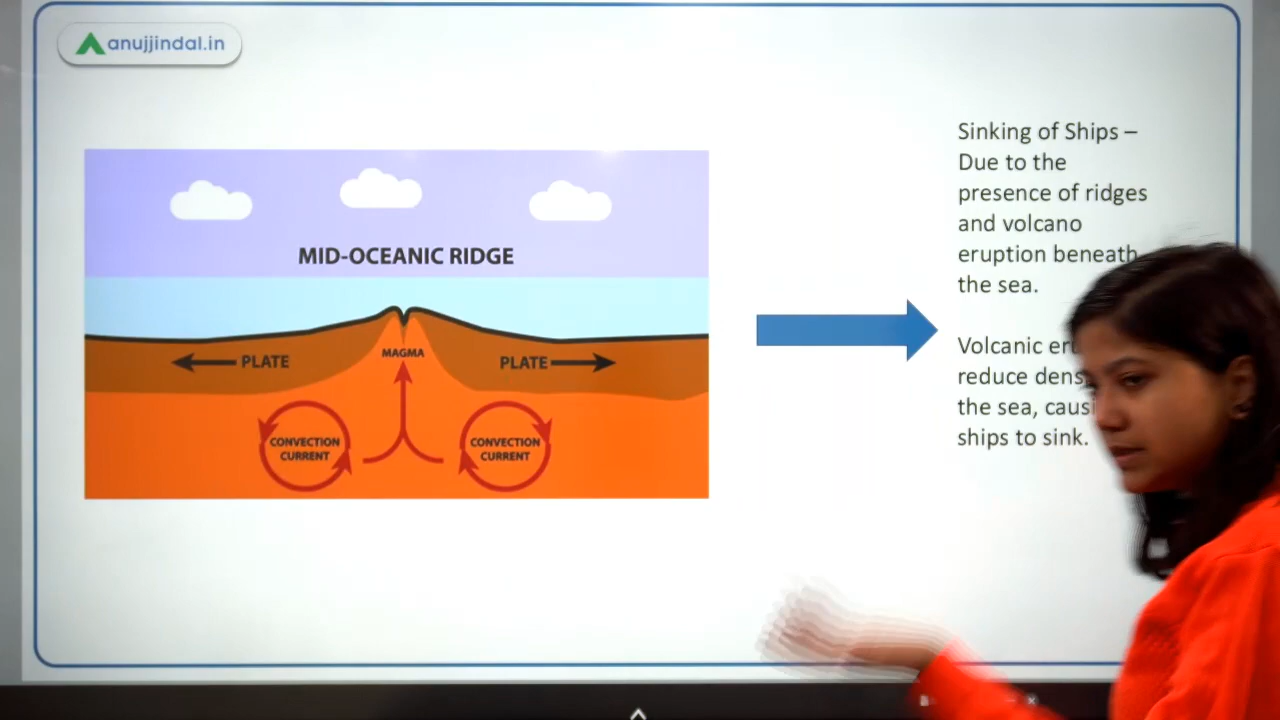 anujjindal.in
MID-OCEANIC RIDGE
PLATE
MAGMA
PLATE
CONVECTION
CURRENT
CONVECTION
CURRENT
Sinking of Ships –
Due to the
presence of ridges
and volcano
eruption beneath
the sea.
Volcanic
reduce
the sea,
ships to sink.